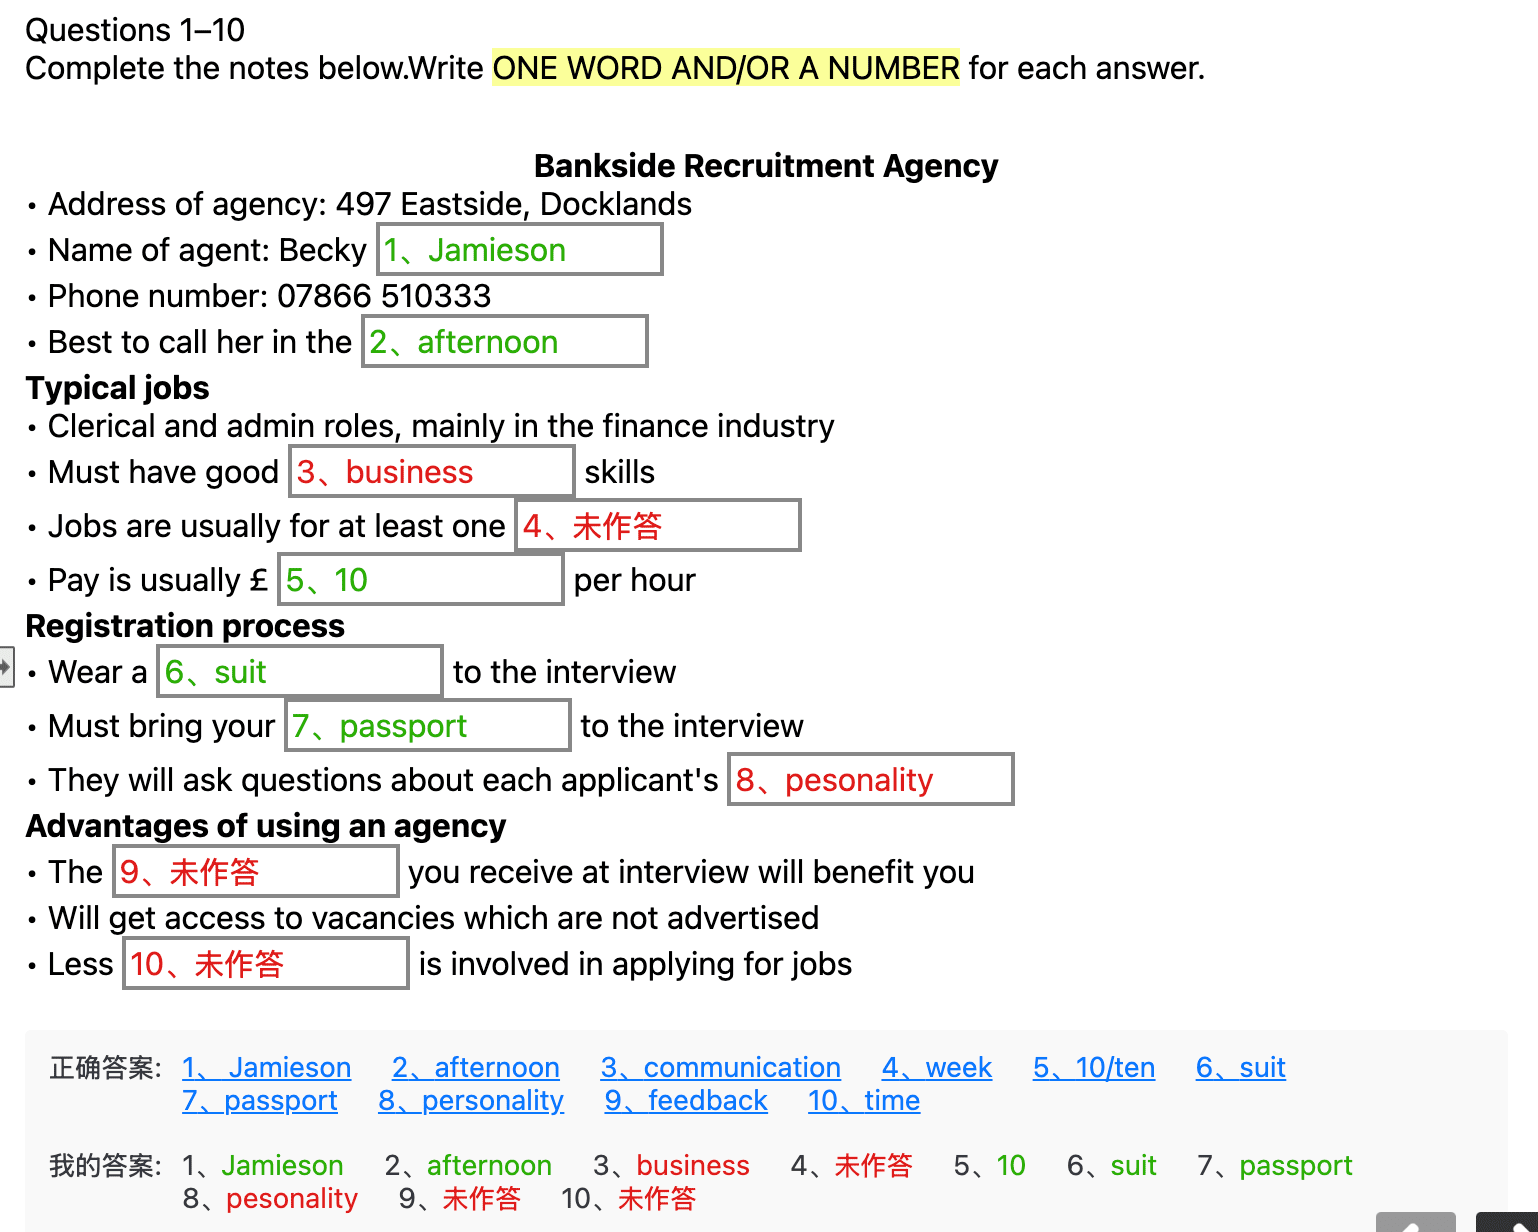 Questions 1–10
Complete the notes below.Write ONE WORD AND/OR A NUMBER for each answer.
Bankside Recruitment Agency
• Address of agency: 497 Eastside, Docklands
• Name of agent: Becky 1、Jamieson
• Phone number: 07866 510333
• Best to call her in the 2、afternoon
Typical jobs
• Clerical and admin roles, mainly in the finance industry
• Must have good 3、business skills
• Jobs are usually for at least one 4、未作答
• Pay is usually £ 5、10 per hour
Registration process
• Wear a 6、suit to the interview
• Must bring your 7、passport to the interview
• They will ask questions about each applicant's 8、pesonality
Advantages of using an agency
• The 9、未作答 you receive at interview will benefit you
• Will get access to vacancies which are not advertised
• Less 10、未作答 is involved in applying for jobs
正确答案: 1、 Jamieson 2、afternoon 3、communication 4、week 5、10/ten 6、suit
7、passport 8、personality 9、feedback 10、time
我的答案: 1、Jamieson 2、afternoon 3、business 4、未作答 5、10 6、suit 7、passport
8、pesonality 9、未作答 10、未作答